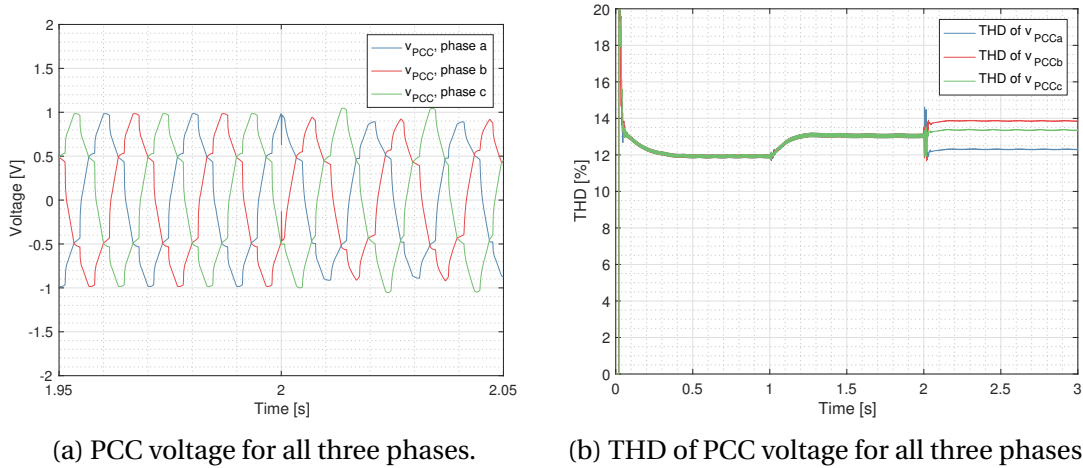 2
1.5
1
0.5
0
-0.5
-1
-1.5
-2
Voltage [V]
1.95
2
2.05
Time [s]
v_PCC, phase a
v_PCC, phase b
v_PCC, phase c
(a) PCC voltage for all three phases.
20
18
16
14
12
10
8
6
4
2
0
THD [%]
0
0.5
1
1.5
2
2.5
3
Time [s]
THD of v_PCCa
THD of v_PCCb
THD of v_PCCc
(b) THD of PCC voltage for all three phases